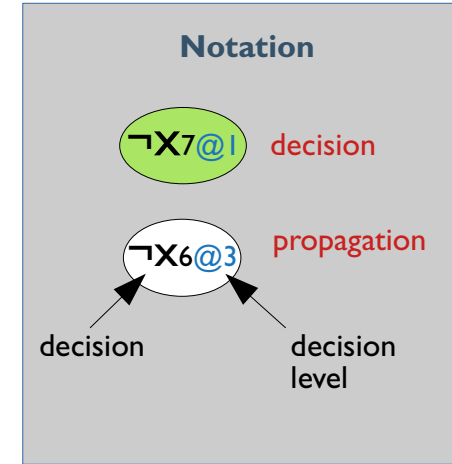 Notation
¬X7@1 decision
¬X6@3 propagation
decision decision
level